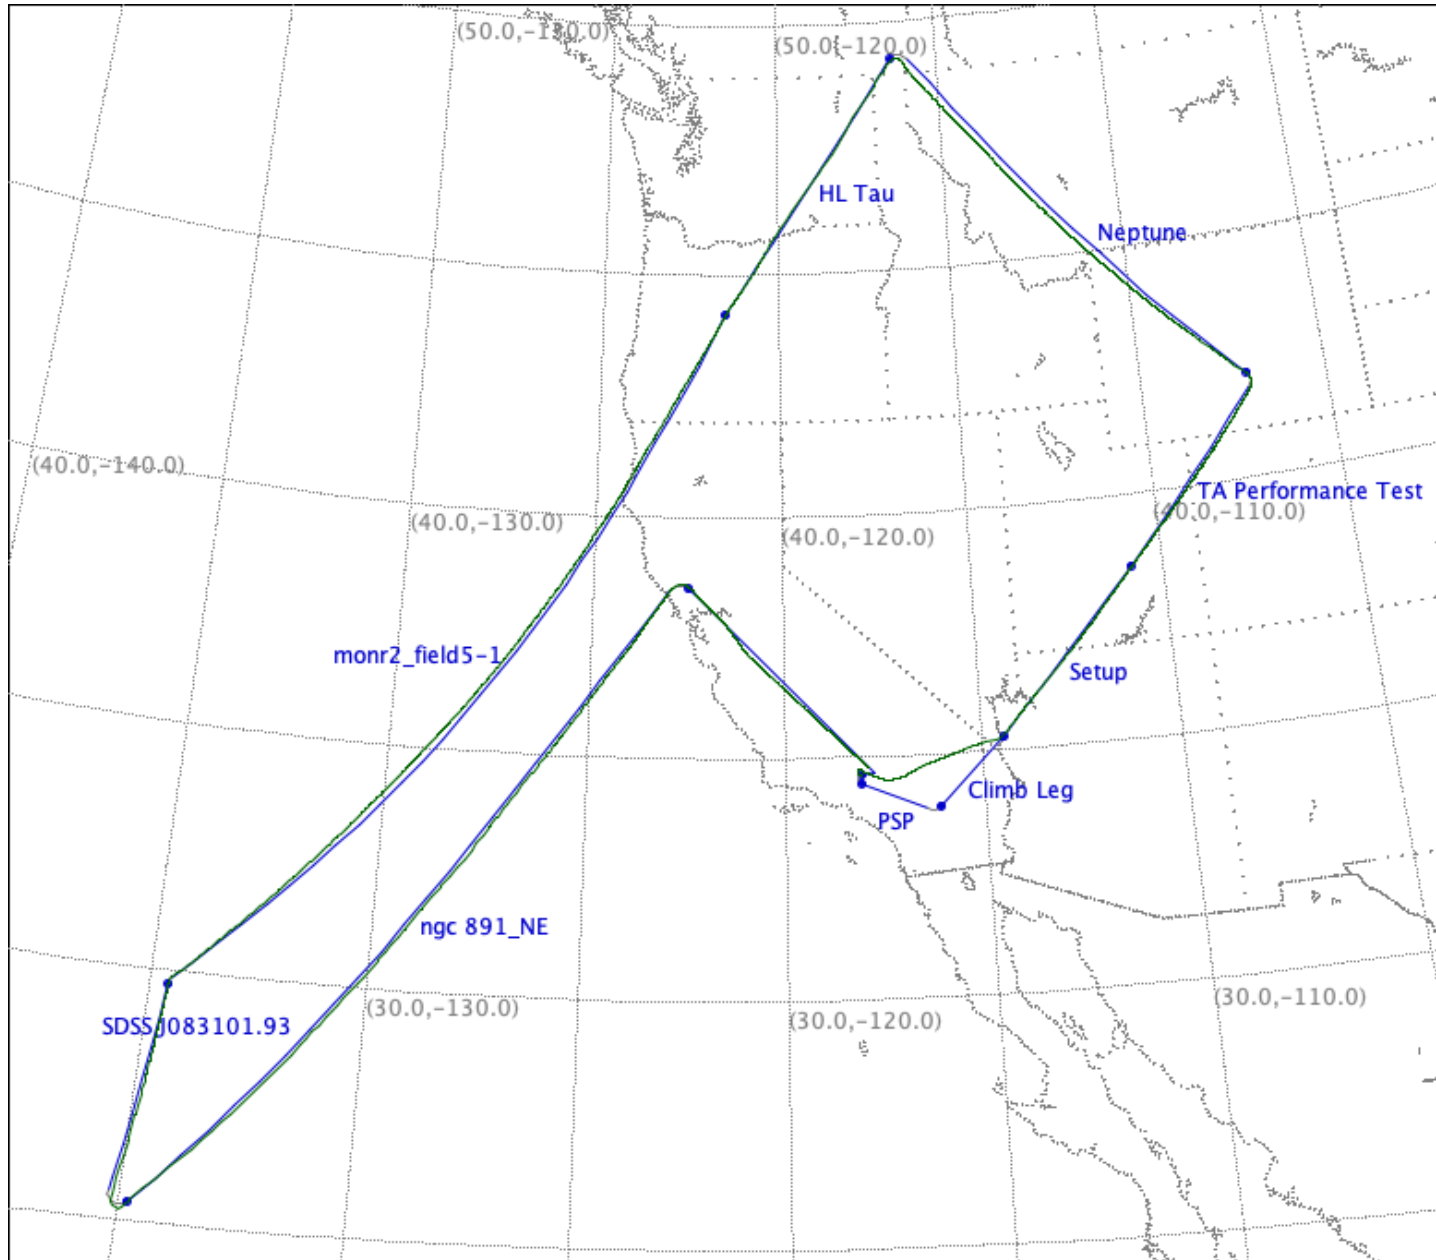 (50.0,-130.0)
(50.0,-120.0)
HL Tau
Neptune
(40.0,-140.0)
TA Performance Test
(40.0,-110.0)
(40.0,-130.0)
(40.0,-120.0)
monr2_field5-1
Setup
Climb Leg
PSP
ngc 891_NE
(30.0,-110.0)
(30.0,-130.0)
(30.0,-120.0)
SDSSJ083101.93